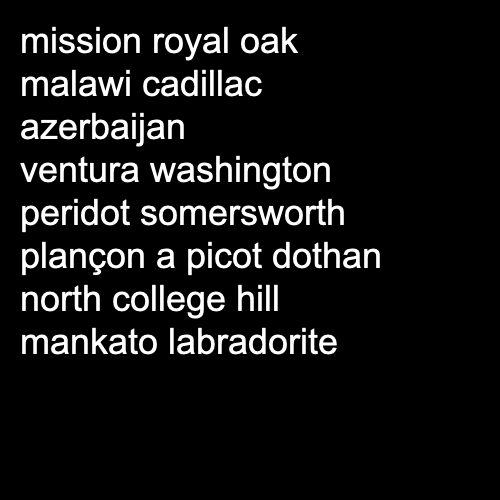 mission royal oak
malawi cadillac
azerbaijan
ventura washington
peridot somersworth
plançon a picot dothan
north college hill
mankato labradorite